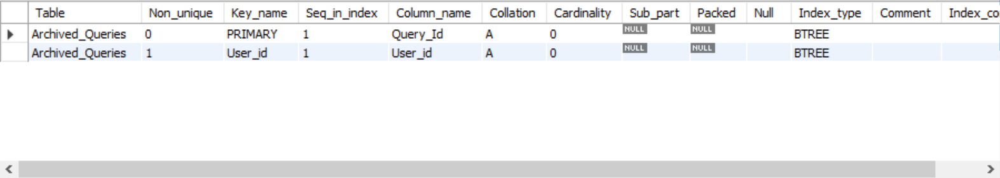 Table Non_unique Key_name Seq_in_index Column_name Collation Cardinality Sub_part Packed Null Index_type Comment Index_co
Archived_Queries 0 PRIMARY 1 Query_Id A 0 NULL NULL BTREE
Archived_Queries 1 User_id 1 User_id A 0 NULL NULL BTREE